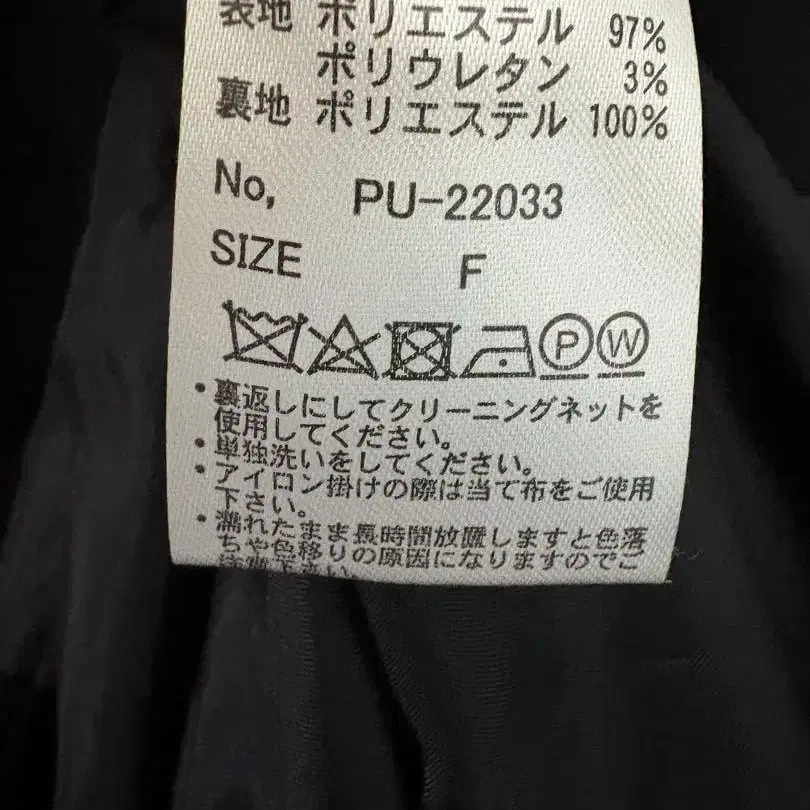 表地 ポリエステル 97%
ポリウレタン 3%
裏地 ポリエステル 100%
No, PU-22033
SIZE F
P W
・裏返しにしてクリーニングネットを
使用してください。
・単独洗いをしてください。
・アイロン掛けの際は当て布をご使用
下さい。
・濡れたまま長時間放置しますと色落
ちや色移りの原因になりますのでご
下さい